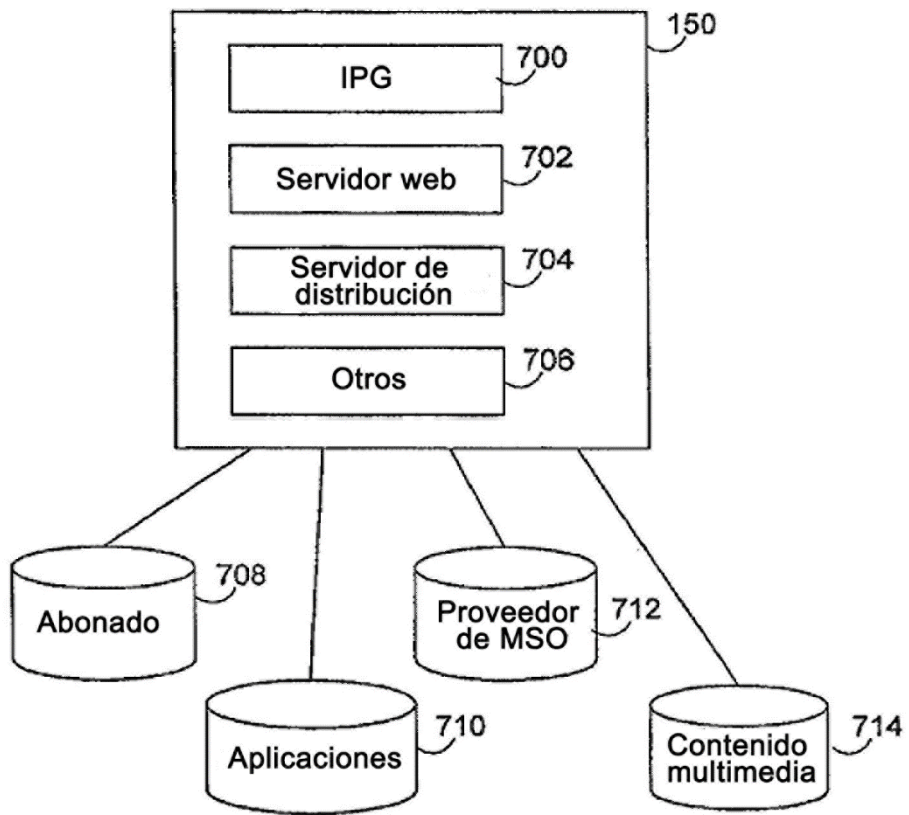 150
IPG
700
Servidor web
702
Servidor de
distribución
704
Otros
706
Abonado
708
Proveedor
de MSO
712
Aplicaciones
710
Contenido
multimedia
714